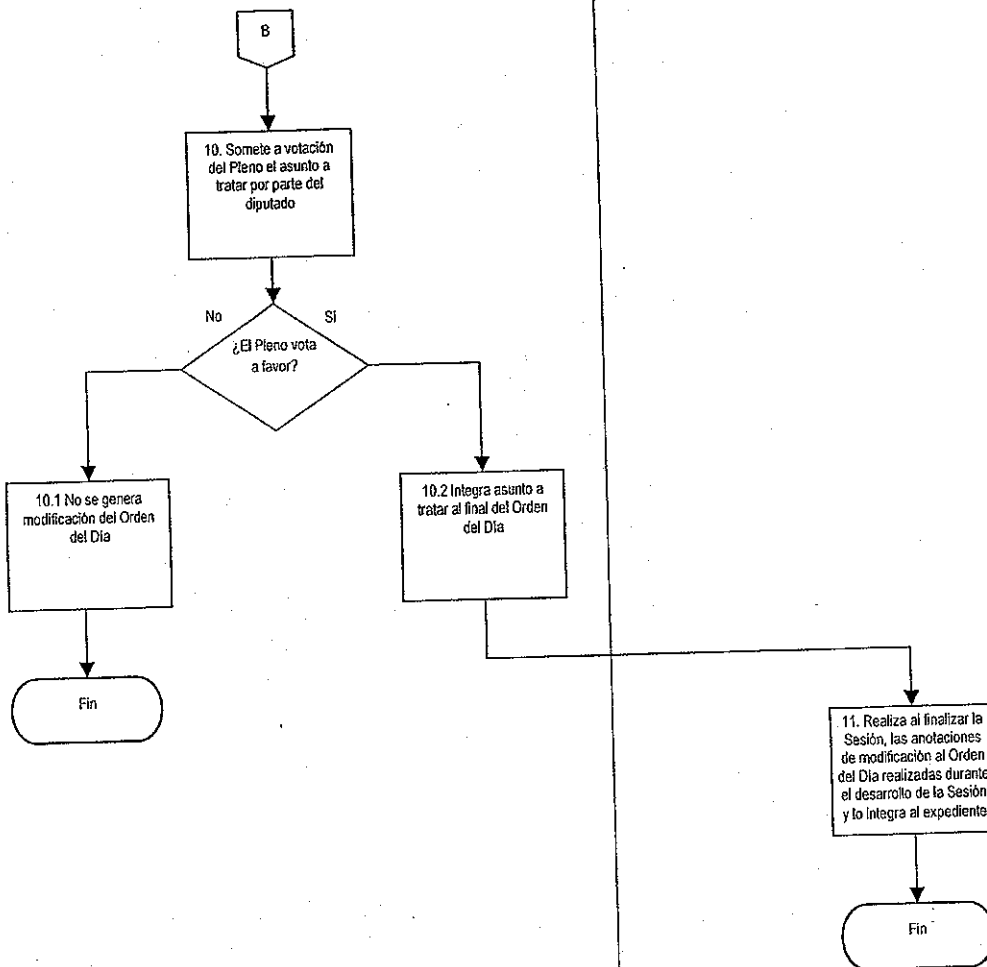 B
10. Somete a votación
del Pleno el asunto a
tratar por parte del
diputado
No
Si
¿El Pleno vota
a favor?
10.1 No se genera
modificación del Orden
del Día
10.2 Integra asunto a
tratar al final del Orden
del Día
Fin
11. Realiza al finalizar la
Sesión, las anotaciones
de modificación al Orden
del Día realizadas durante
el desarrollo de la Sesión
y lo integra al expediente
Fin